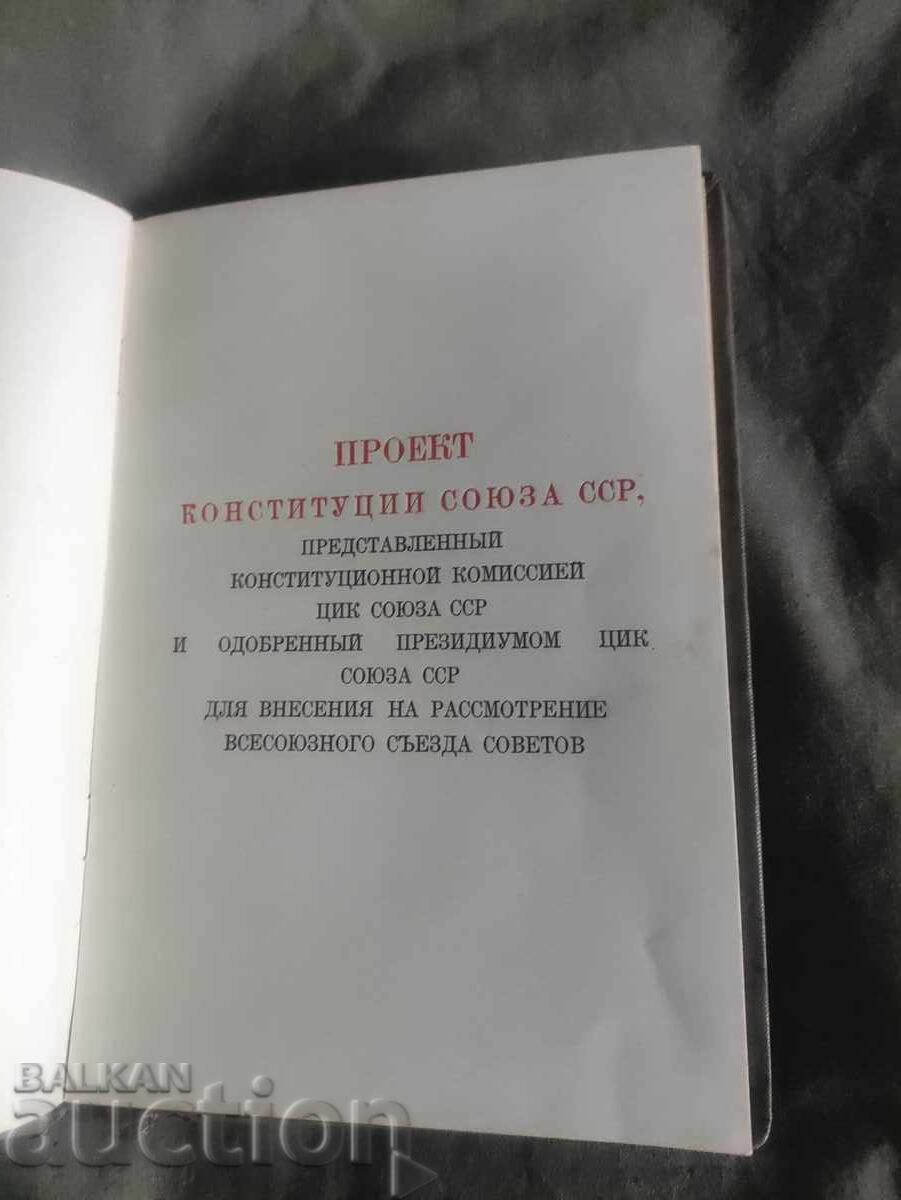 ПРОЕКТ
КОНСТИТУЦИИ СОЮЗА ССР,
ПРЕДСТАВЛЕННЫЙ
КОНСТИТУЦИОННОЙ КОМИССИЕЙ
ЦИК СОЮЗА ССР
И ОДОБРЕННЫЙ ПРЕЗИДИУМОМ ЦИК
СОЮЗА ССР
ДЛЯ ВНЕСЕНИЯ НА РАССМОТРЕНИЕ
ВСЕСОЮЗНОГО СЪЕЗДА СОВЕТОВ
BALKAN
auction